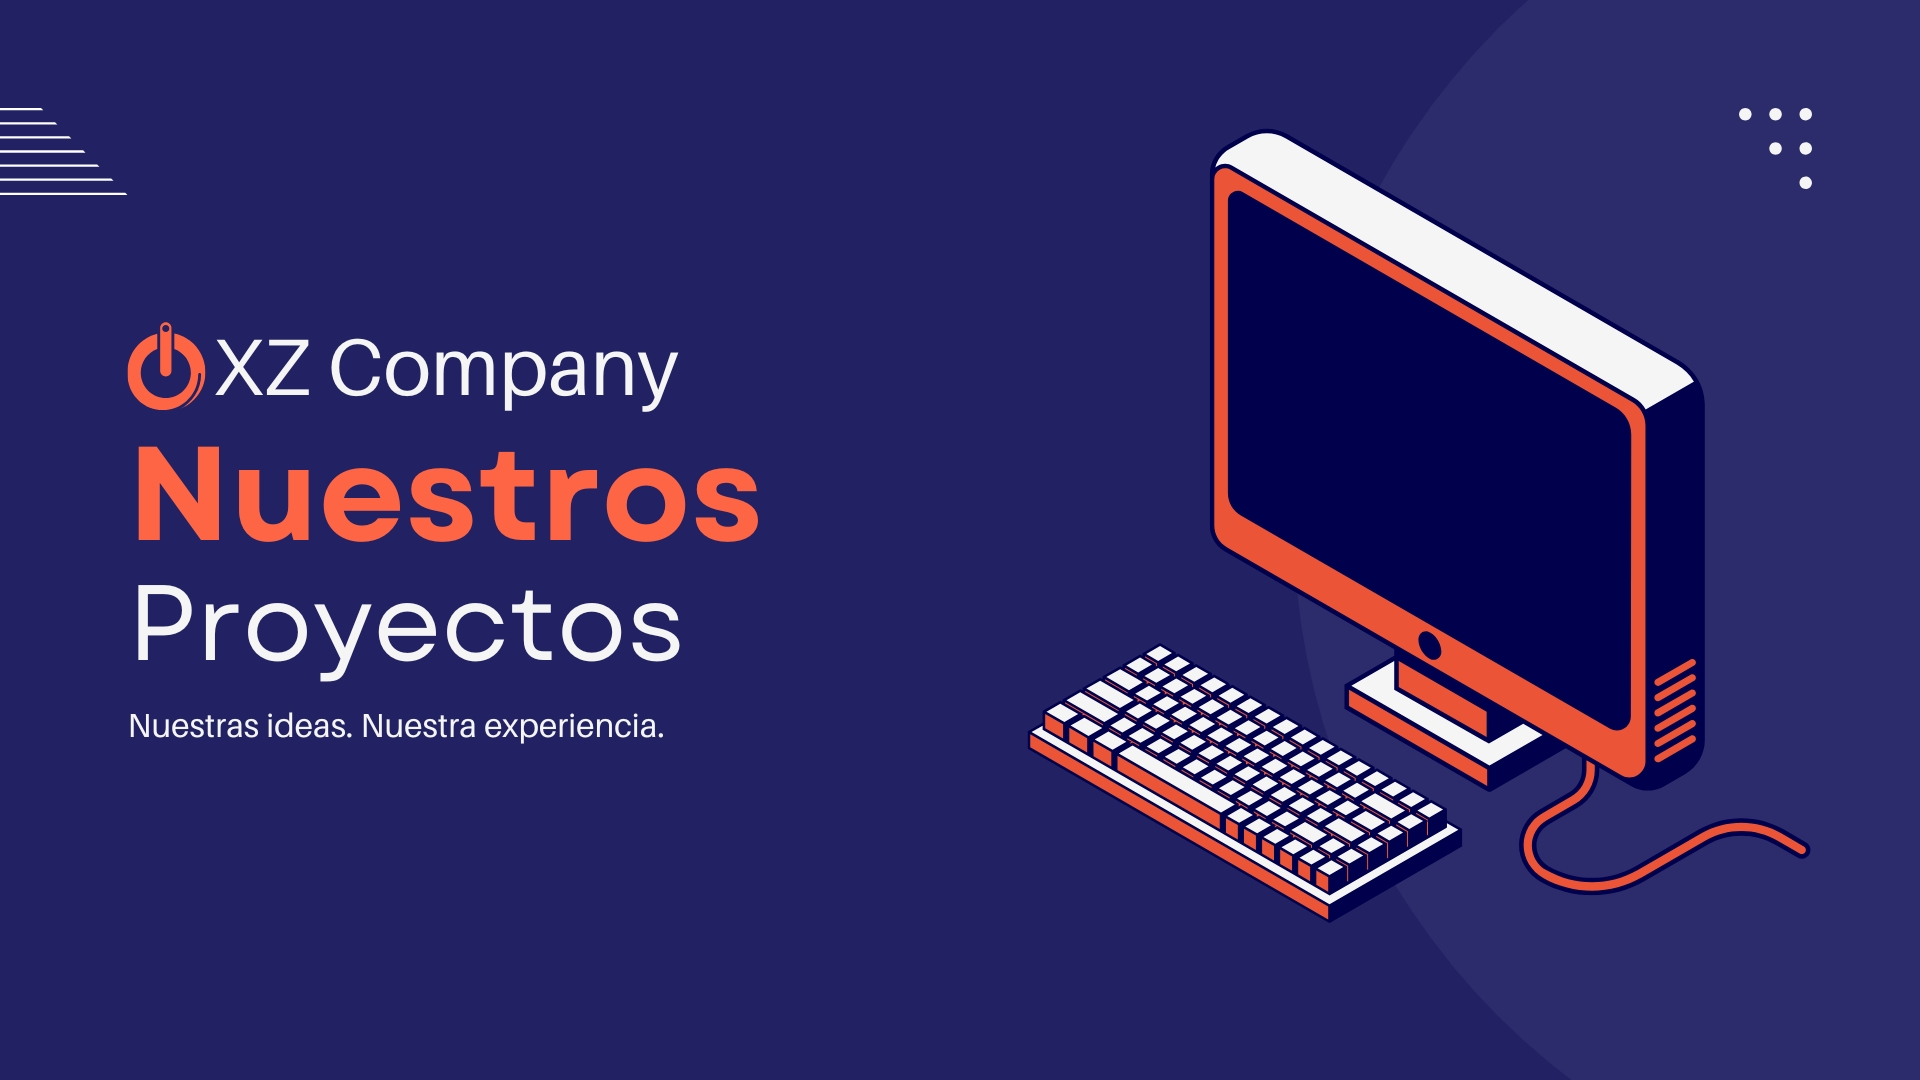 XZ Company
Nuestros
Proyectos
Nuestras ideas. Nuestra experiencia.